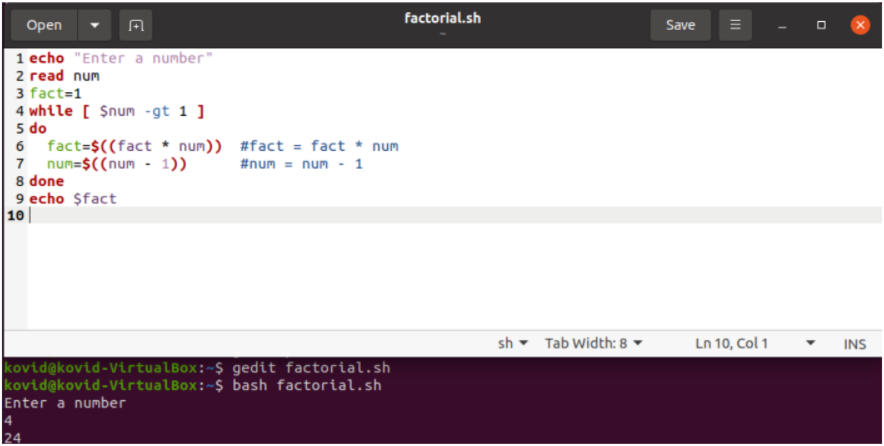 Open factorial.sh Save
~
1 echo "Enter a number"
2 read num
3 fact=1
4 while [ $num -gt 1 ]
5 do
6   fact=$((fact * num))  #fact = fact * num
7   num=$((num - 1))      #num = num - 1
8 done
9 echo $fact
10
sh Tab Width: 8 Ln 10, Col 1 INS
kovid@kovid-VirtualBox:~$ gedit factorial.sh
kovid@kovid-VirtualBox:~$ bash factorial.sh
Enter a number
4
24